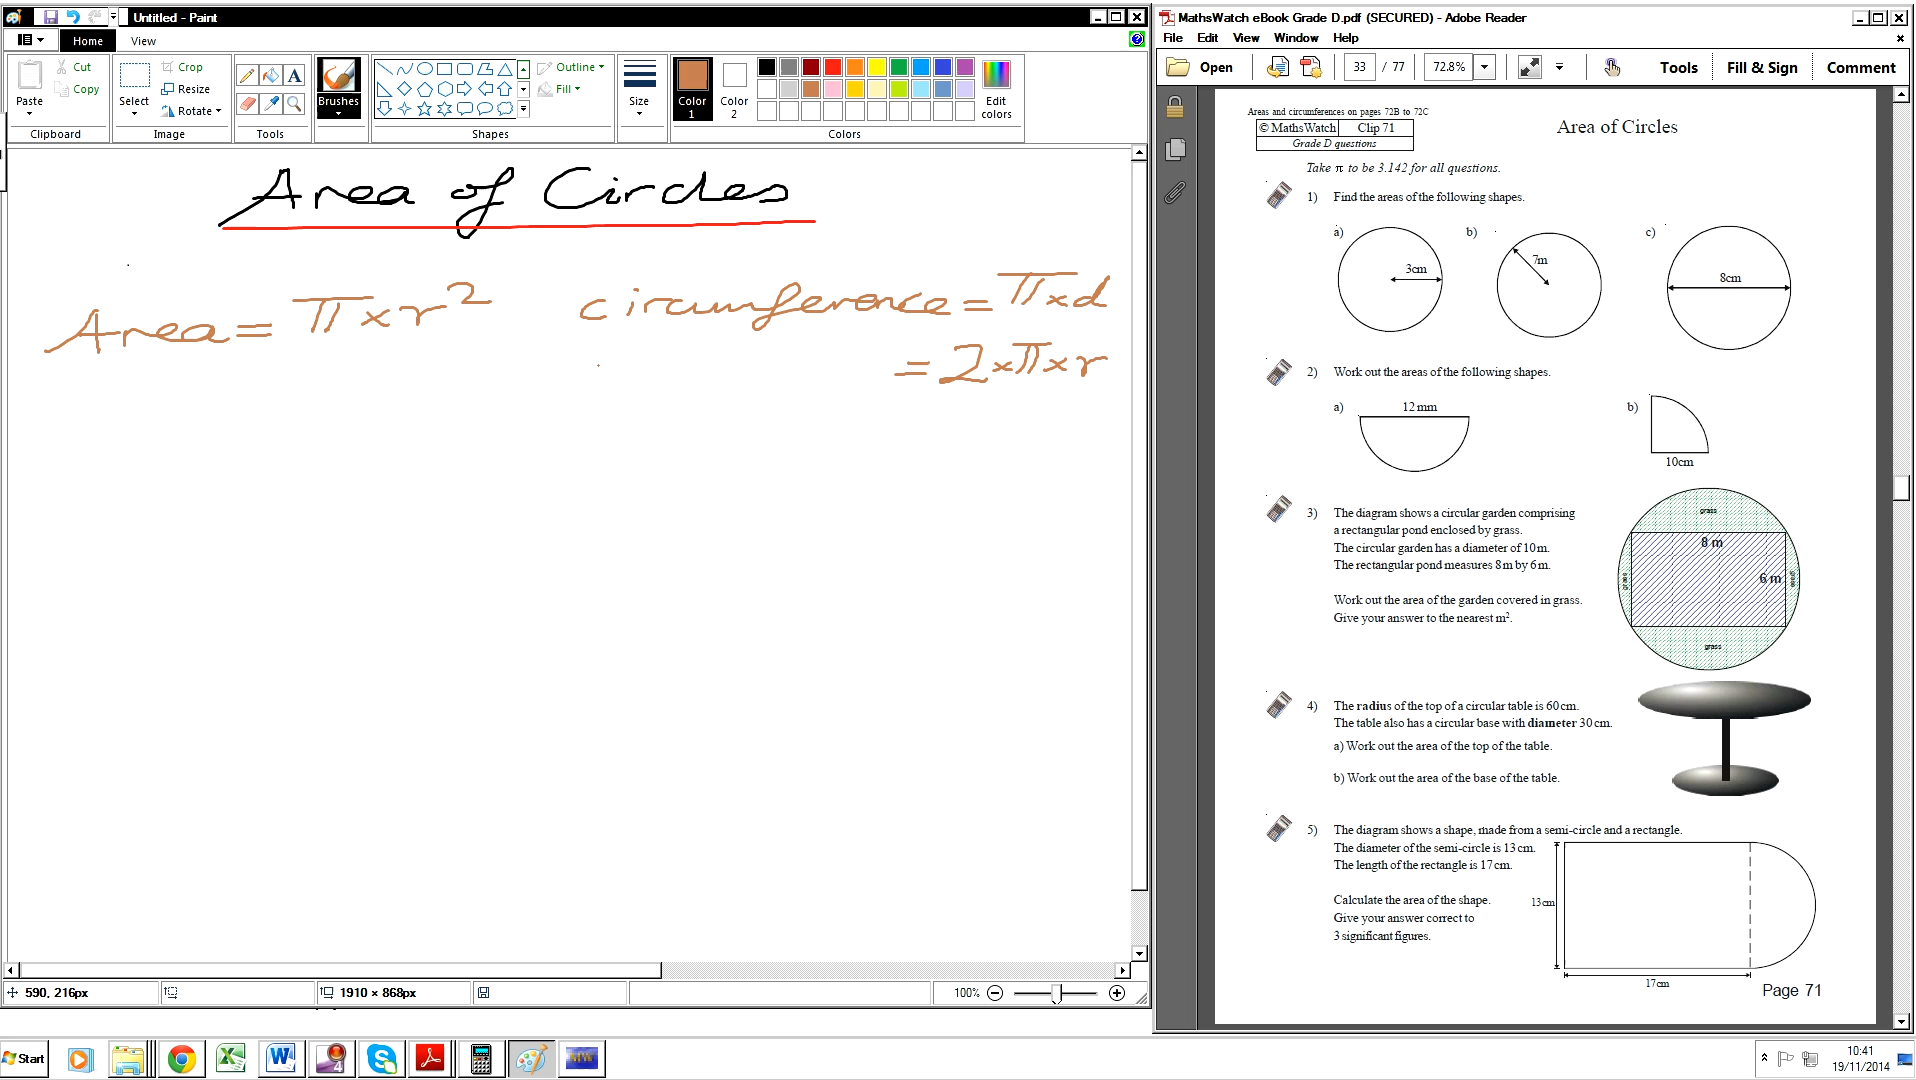 Untitled - Paint
Home View
Cut
Copy
Paste
Clipboard
Select
Crop
Resize
Rotate
Image
A
Tools
Brushes
Outline
Fill
Shapes
Size
Color 1
Color 2
Edit colors
Colors
Area of Circles
Area = π × r²
circumference = π × d
= 2 × π × r
590, 216px
1910 × 868px
100%
MathsWatch eBook Grade D.pdf (SECURED) - Adobe Reader
File Edit View Window Help
Open 33 / 77 72.8% Tools Fill & Sign Comment
Areas and circumferences on pages 72B to 72C
© MathsWatch Clip 71
Grade D questions
Area of Circles
Take π to be 3.142 for all questions.
1) Find the areas of the following shapes.
a) b) c)
3cm
7m
8cm
2) Work out the areas of the following shapes.
a) 12mm
b)
10cm
3) The diagram shows a circular garden comprising
a rectangular pond enclosed by grass.
The circular garden has a diameter of 10m.
The rectangular pond measures 8m by 6m.
Work out the area of the garden covered in grass.
Give your answer to the nearest m².
grass
8 m
grass
6 m
grass
grass
4) The radius of the top of a circular table is 60cm.
The table also has a circular base with diameter 30cm.
a) Work out the area of the top of the table.
b) Work out the area of the base of the table.
5) The diagram shows a shape, made from a semi-circle and a rectangle.
The diameter of the semi-circle is 13cm.
The length of the rectangle is 17cm.
Calculate the area of the shape.
Give your answer correct to
3 significant figures.
13cm
17cm
Page 71
Start
4
10:41
19/11/2014